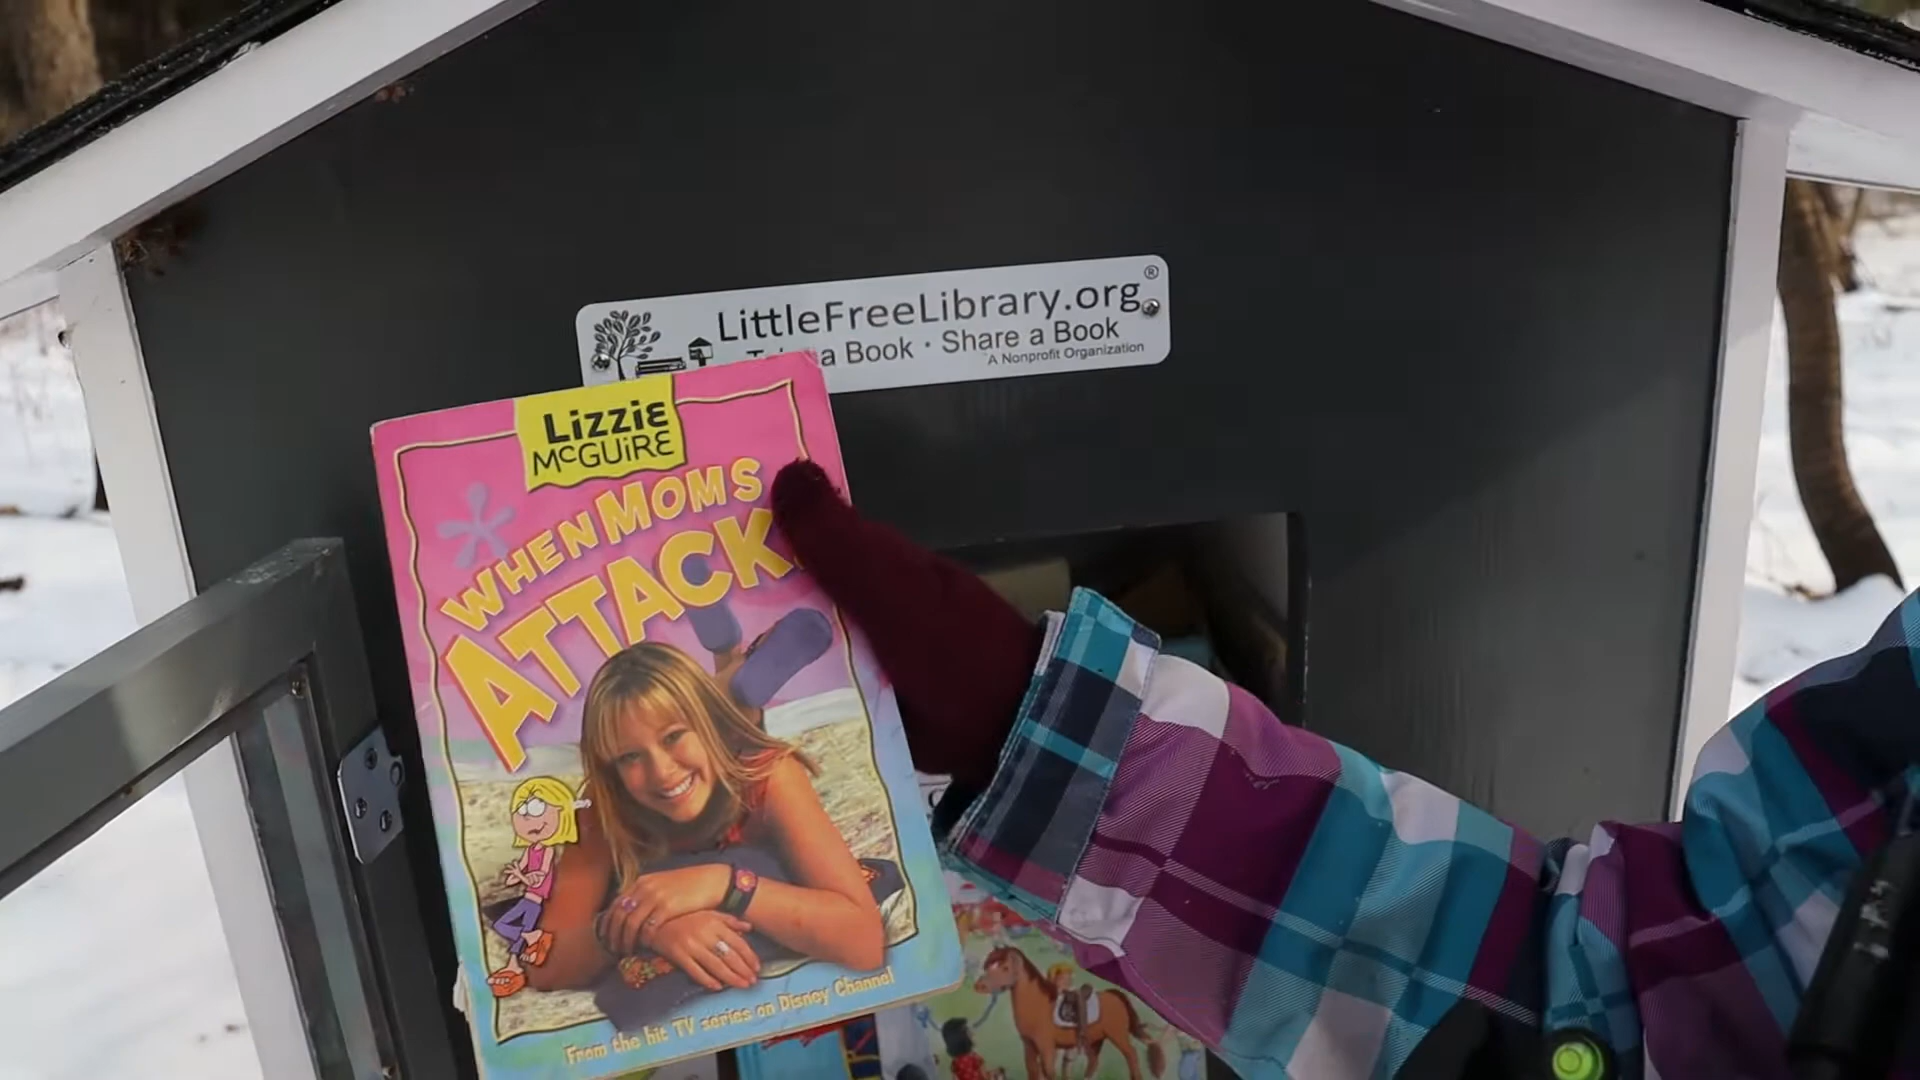 LittleFreeLibrary.org®
a Book · Share a Book
A Nonprofit Organization
Lizzie
McGUiRE
WHEN MOMS
ATTACK
From the hit TV series on Disney Channel